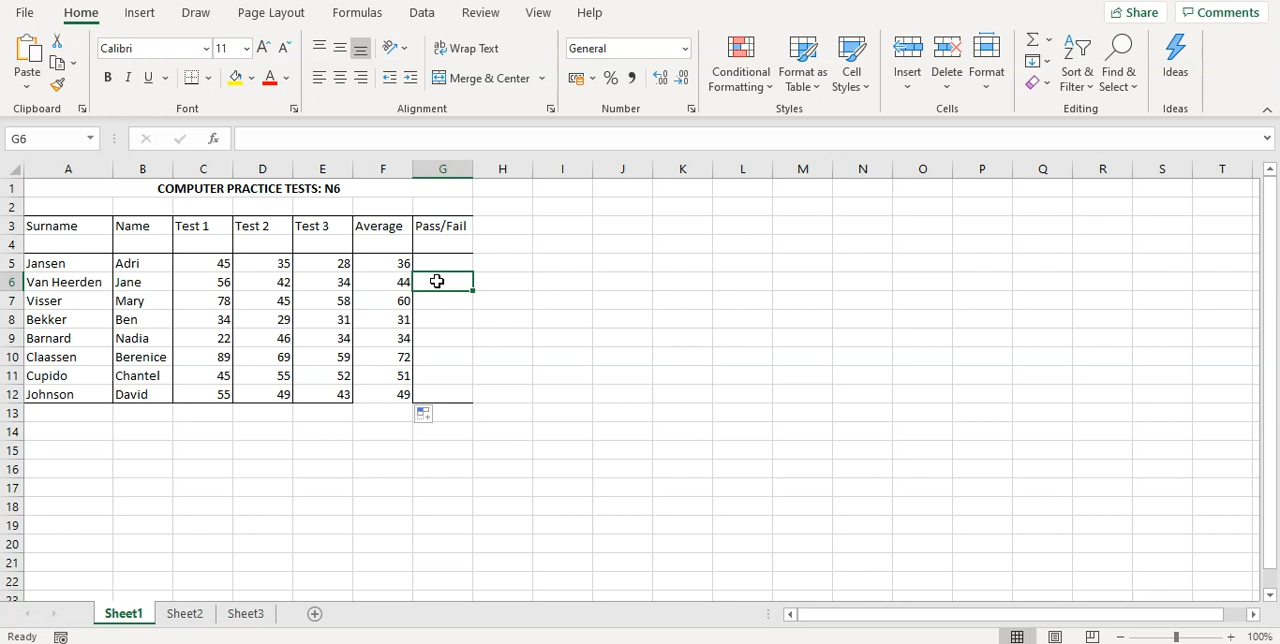 File Home Insert Draw Page Layout Formulas Data Review View Help Share Comments
Calibri 11 Wrap Text General
Paste Merge & Center % Conditional Formatting Format as Table Cell Styles Insert Delete Format Sort & Filter Find & Select Ideas
Clipboard Font Alignment Number Styles Cells Editing Ideas
G6 fx
A B C D E F G H I J K L M N O P Q R S T
1 COMPUTER PRACTICE TESTS: N6
2
3 Surname Name Test 1 Test 2 Test 3 Average Pass/Fail
4
5 Jansen Adri 45 35 28 36
6 Van Heerden Jane 56 42 34 44
7 Visser Mary 78 45 58 60
8 Bekker Ben 34 29 31 31
9 Barnard Nadia 22 46 34 34
10 Claassen Berenice 89 69 59 72
11 Cupido Chantel 45 55 52 51
12 Johnson David 55 49 43 49
13
14
15
16
17
18
19
20
21
22
23
Sheet1 Sheet2 Sheet3
Ready 100%